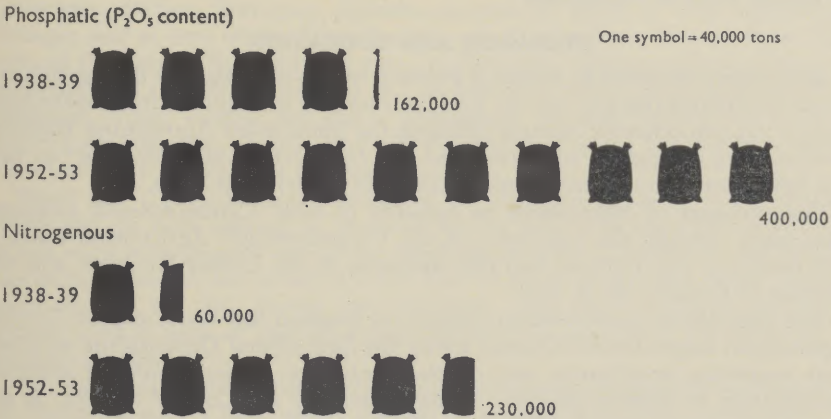 Phosphatic (P₂O₅ content)
One symbol = 40,000 tons
1938-39
162,000
1952-53
400,000
Nitrogenous
1938-39
60,000
1952-53
230,000